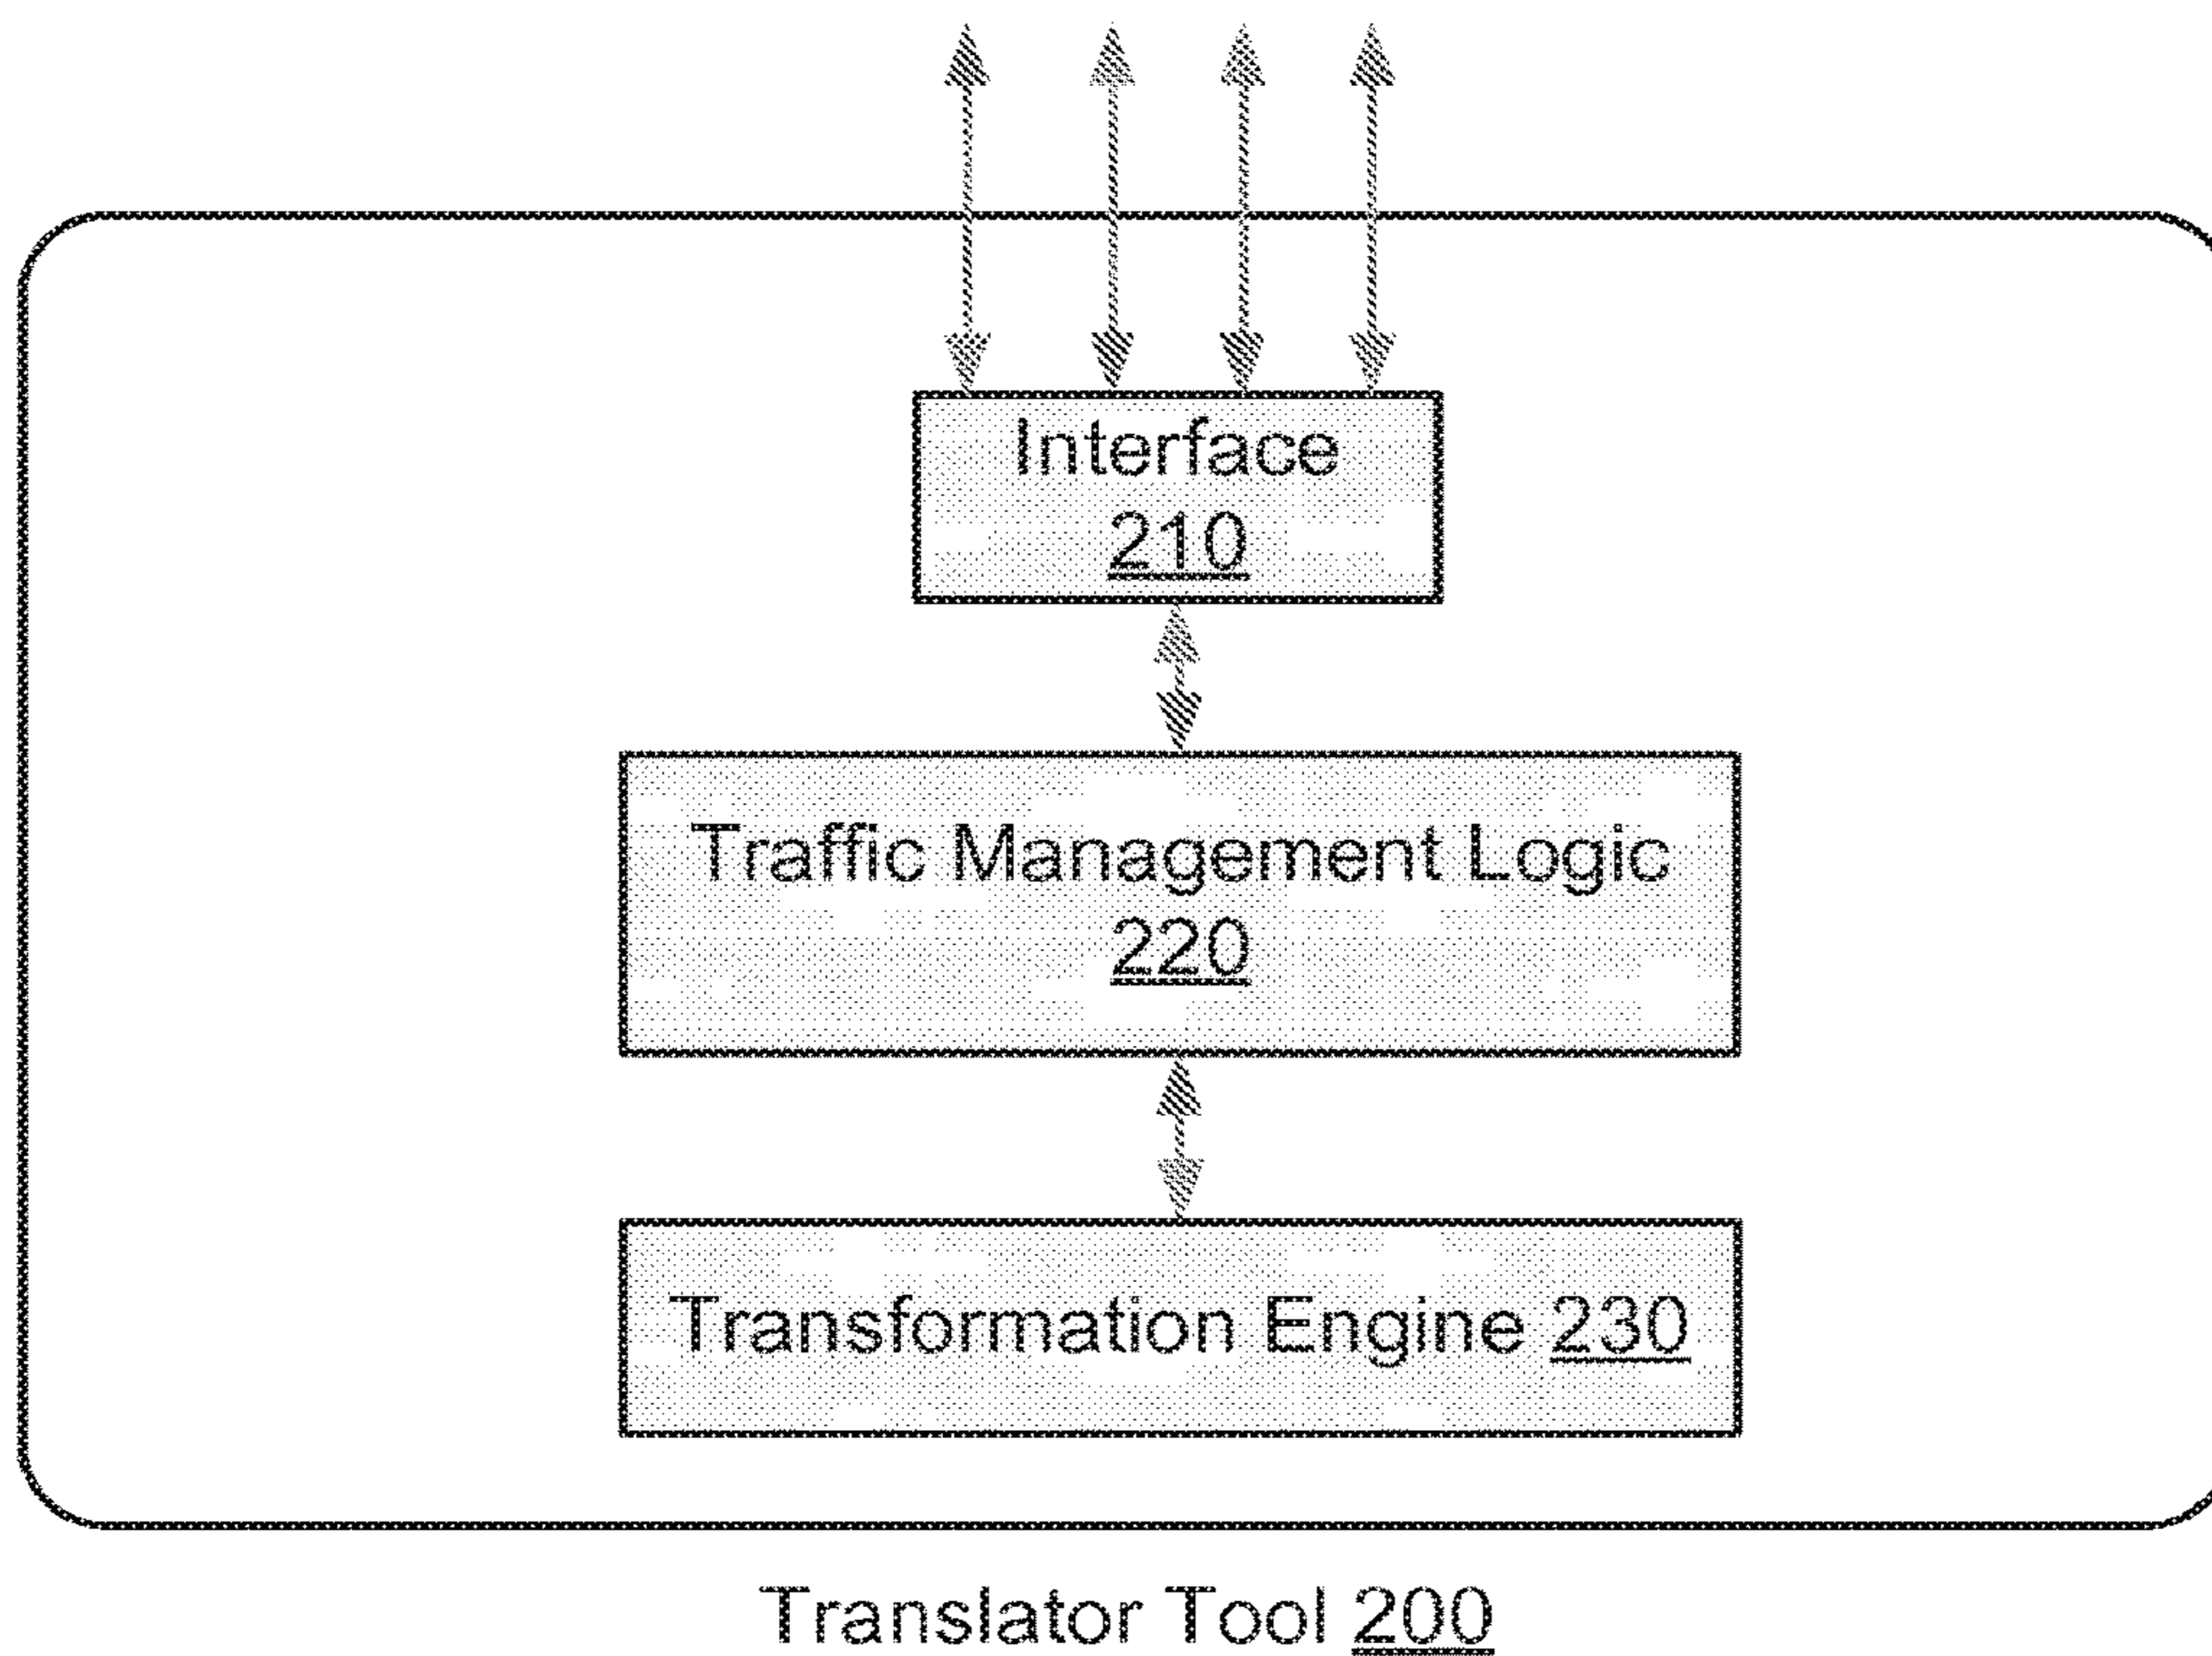 Interface
210
Traffic Management Logic
220
Transformation Engine 230
Translator Tool 200